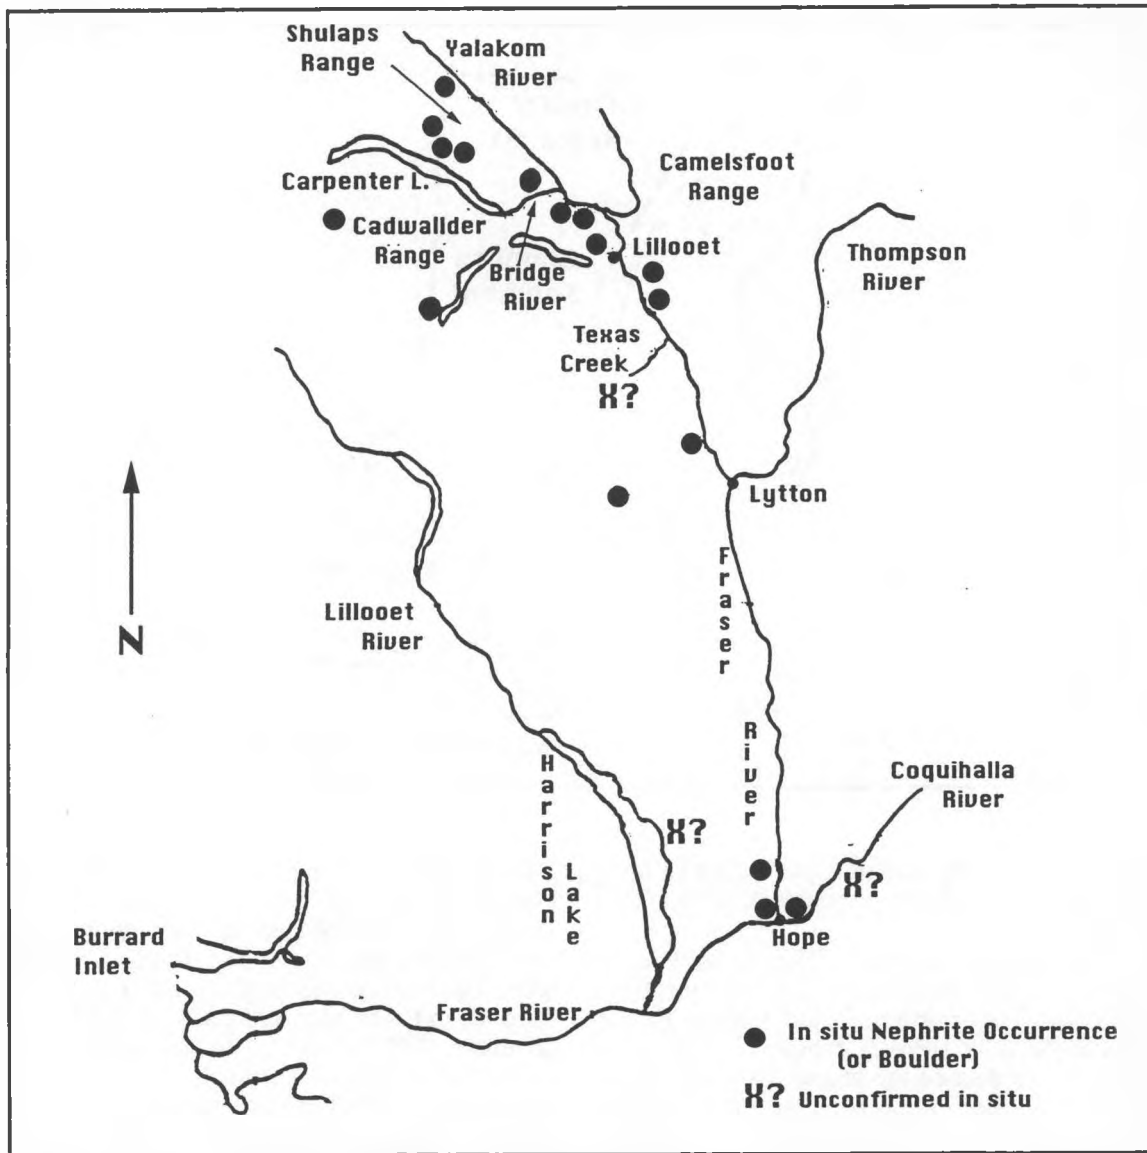 Shulaps
Range
Yalakom
River
Camelsfoot
Range
Carpenter L.
Cadwallder
Range
Bridge
River
Lillooet
Thompson
River
Texas
Creek
X?
Lytton
Lillooet
River
N
Fraser
River
Harrison
Lake
X?
Coquihalla
River
X?
Hope
Burrard
Inlet
Fraser River
In situ Nephrite Occurrence
(or Boulder)
X? Unconfirmed in situ